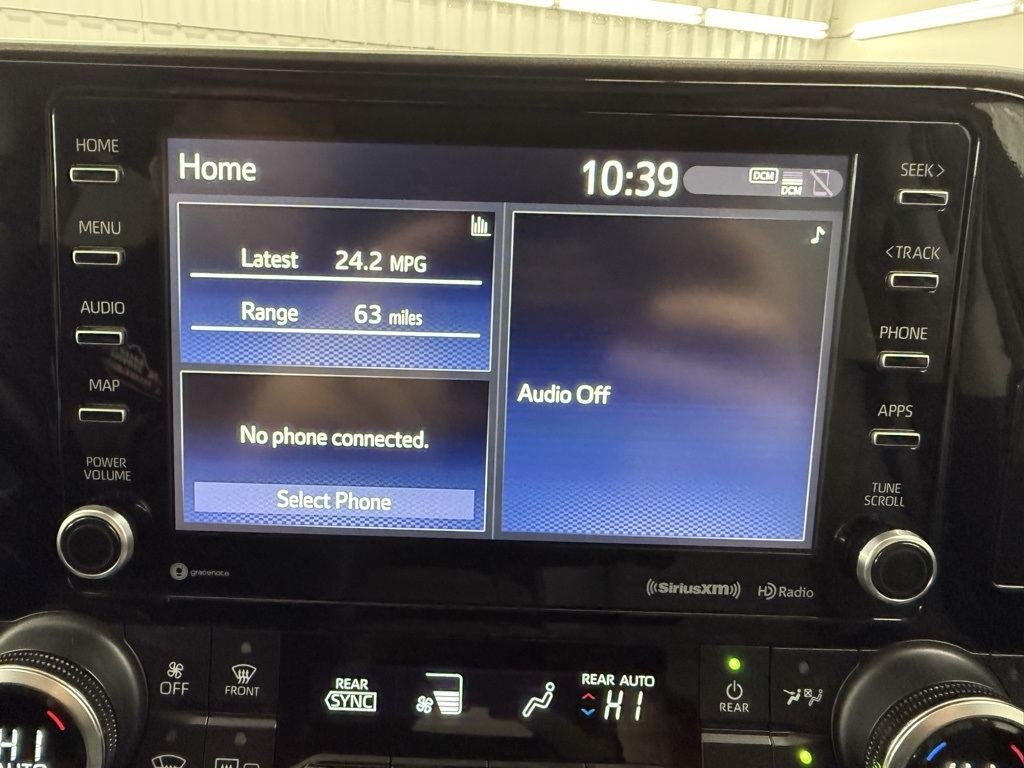 HOME
MENU
AUDIO
MAP
POWER
VOLUME
Home
10:39
DCM
DCM
Latest 24.2 MPG
Range 63 miles
No phone connected.
Select Phone
Audio Off
SEEK>
<TRACK
PHONE
APPS
TUNE
SCROLL
gracenote
((SiriusXM))
HD Radio
OFF
FRONT
REAR
SYNC
REAR AUTO
HI
REAR
HI
AUTO